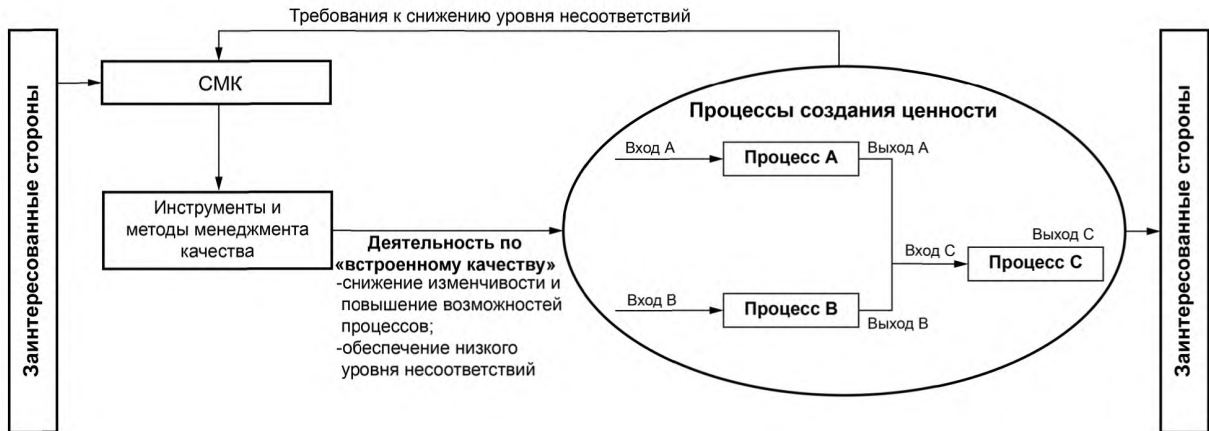 Требования к снижению уровня несоответствий
Заинтересованные стороны
СМК
Инструменты и
методы менеджмента
качества
Деятельность по
«встроенному качеству»
-снижение изменчивости и
повышение возможностей
процессов;
-обеспечение низкого
уровня несоответствий
Процессы создания ценности
Вход А
Процесс А
Выход А
Вход В
Процесс В
Выход В
Вход С
Выход С
Процесс С
Заинтересованные стороны